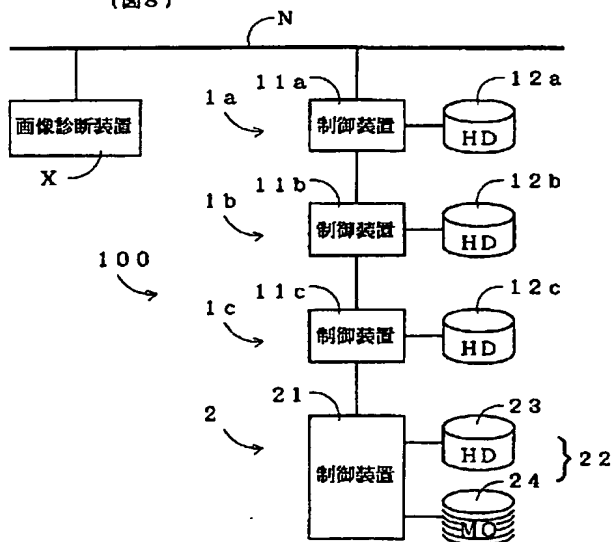 (図8)
N
画像診断装置
X
1a
11a
制御装置
12a
HD
1b
11b
制御装置
12b
HD
100
1c
11c
制御装置
12c
HD
2
21
制御装置
23
HD
22
24
MO